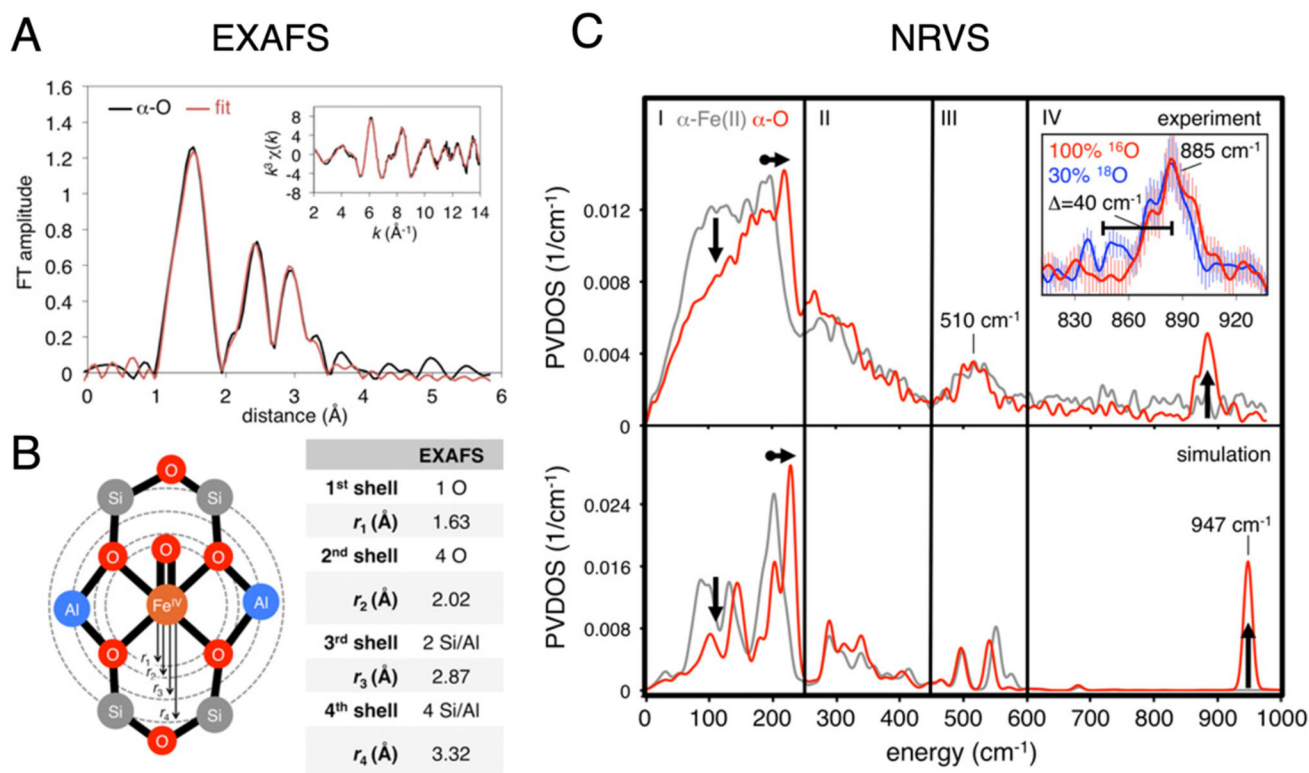 A
EXAFS
α-O
fit
FT amplitude
1.6
1.4
1.2
1.0
0.8
0.6
0.4
0.2
0
0 1 2 3 4 5 6
distance (Å)
k³ χ(k)
8
4
0
-4
-8
2 4 6 8 10 12 14
k (Å⁻¹)
B
O
Si Si
O O O
Al Feᴵⱽ Al
O O
r₁
r₂
r₃
r₄
Si Si
O
EXAFS
1ˢᵗ shell 1 O
r₁ (Å) 1.63
2ⁿᵈ shell 4 O
r₂ (Å) 2.02
3ʳᵈ shell 2 Si/Al
r₃ (Å) 2.87
4ᵗʰ shell 4 Si/Al
r₄ (Å) 3.32
C
NRVS
I α-Fe(II) α-O II III IV experiment
100% ¹⁶O
30% ¹⁸O
Δ=40 cm⁻¹
885 cm⁻¹
830 860 890 920
510 cm⁻¹
PVDOS (1/cm⁻¹)
0.012
0.008
0.004
0
simulation
947 cm⁻¹
PVDOS (1/cm⁻¹)
0.024
0.016
0.008
0
0 100 200 300 400 500 600 700 800 900 1000
energy (cm⁻¹)